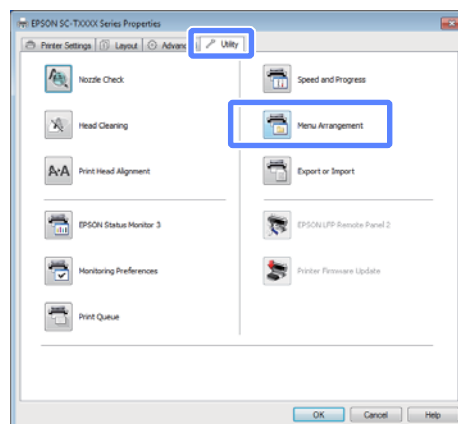 EPSON SC-TXXXX Series Properties
Printer Settings Layout Advanc Utility
Nozzle Check
Speed and Progress
Head Cleaning
Menu Arrangement
Print Head Alignment
Export or Import
EPSON Status Monitor 3
EPSON LFP Remote Panel 2
Monitoring Preferences
Printer Firmware Update
Print Queue
OK Cancel Help